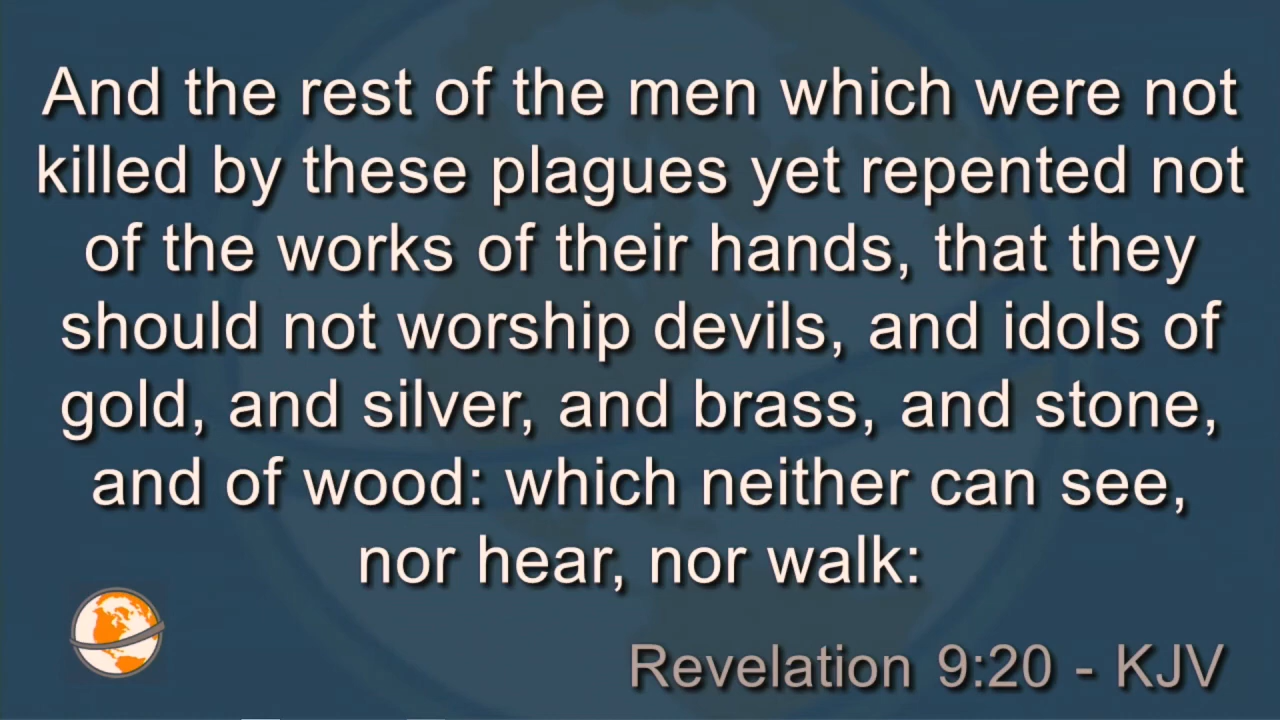 And the rest of the men which were not
killed by these plagues yet repented not
of the works of their hands, that they
should not worship devils, and idols of
gold, and silver, and brass, and stone,
and of wood: which neither can see,
nor hear, nor walk:
Revelation 9:20 - KJV